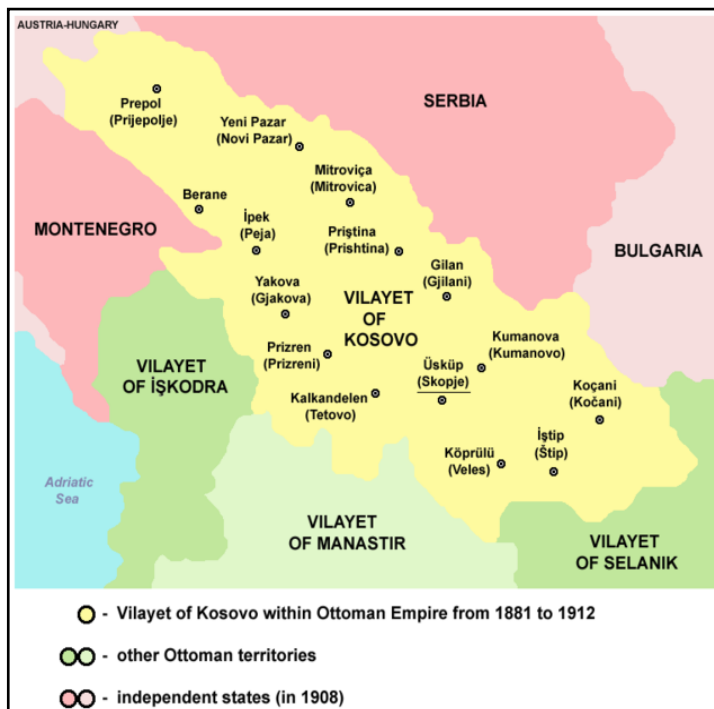 AUSTRIA-HUNGARY
SERBIA
Prepol
(Prijepolje)
Yeni Pazar
(Novi Pazar)
Mitroviça
(Mitrovica)
Berane
MONTENEGRO
İpek
(Peja)
Priştina
(Prishtina)
BULGARIA
Gilan
(Gjilani)
Yakova
(Gjakova)
VILAYET
OF
KOSOVO
Kumanova
(Kumanovo)
Prizren
(Prizreni)
VILAYET
OF İŞKODRA
Üsküp
(Skopje)
Koçani
(Kočani)
Kalkandelen
(Tetovo)
İştip
(Štip)
Köprülü
(Veles)
Adriatic
Sea
VILAYET
OF MANASTIR
VILAYET
OF SELANIK
- Vilayet of Kosovo within Ottoman Empire from 1881 to 1912
- other Ottoman territories
- independent states (in 1908)